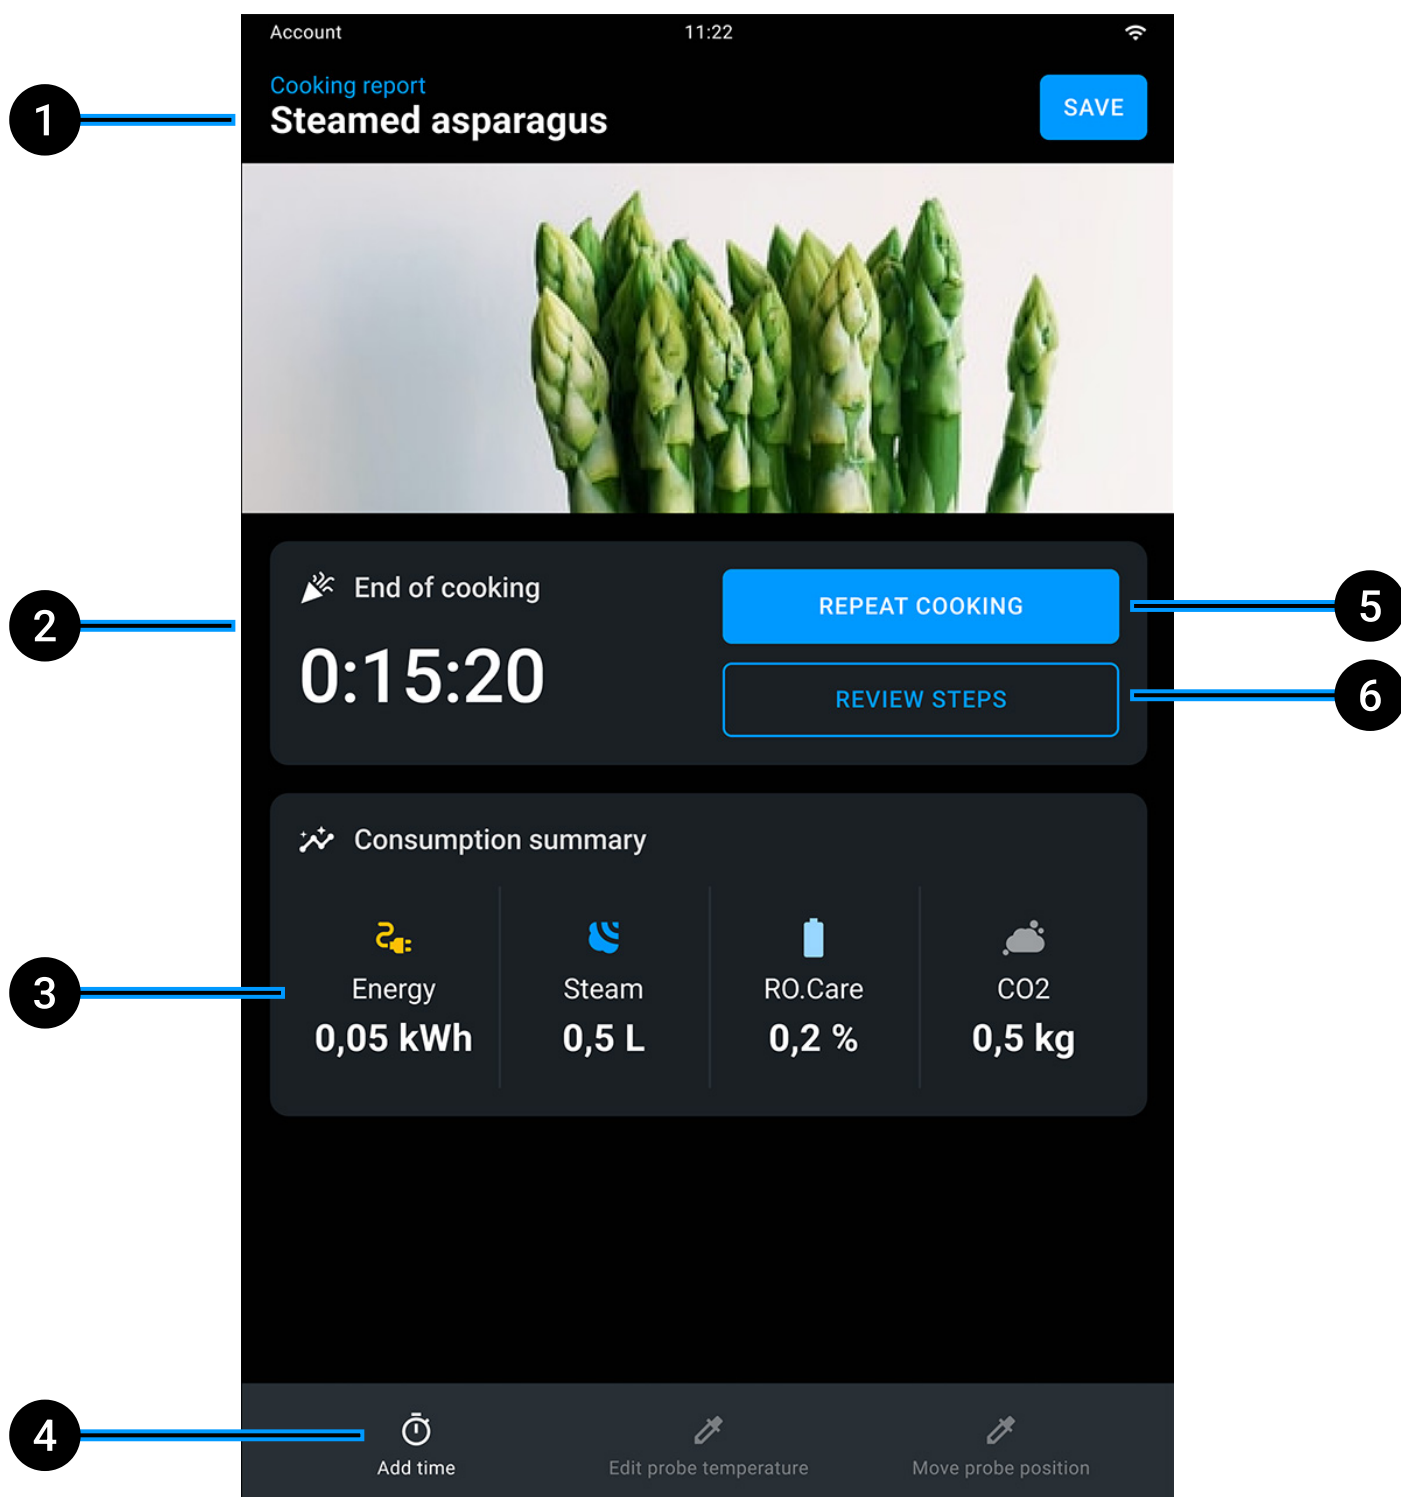 Account 11:22
Cooking report
1
Steamed asparagus
SAVE
End of cooking
2
0:15:20
REPEAT COOKING
5
REVIEW STEPS
6
Consumption summary
3
Energy Steam RO.Care CO2
0,05 kWh 0,5 L 0,2 % 0,5 kg
4
Add time Edit probe temperature Move probe position